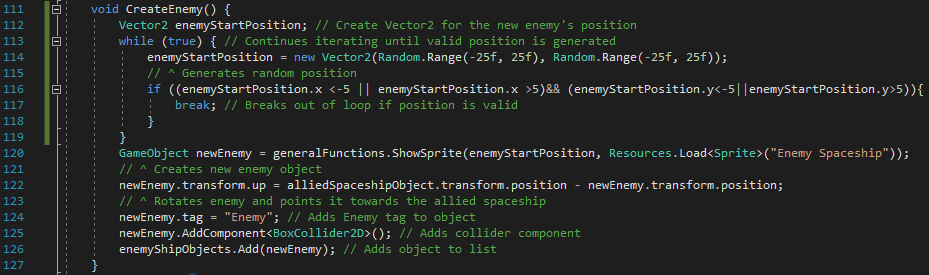 111 void CreateEnemy() {
112 Vector2 enemyStartPosition; // Create Vector2 for the new enemy's position
113 while (true) { // Continues iterating until valid position is generated
114 enemyStartPosition = new Vector2(Random.Range(-25f, 25f), Random.Range(-25f, 25f));
115 // ^ Generates random position
116 if ((enemyStartPosition.x <-5 || enemyStartPosition.x >5)&& (enemyStartPosition.y<-5||enemyStartPosition.y>5)){
117 break; // Breaks out of loop if position is valid
118 }
119 }
120 GameObject newEnemy = generalFunctions.ShowSprite(enemyStartPosition, Resources.Load<Sprite>("Enemy Spaceship"));
121 // ^ Creates new enemy object
122 newEnemy.transform.up = alliedSpaceshipObject.transform.position - newEnemy.transform.position;
123 // ^ Rotates enemy and points it towards the allied spaceship
124 newEnemy.tag = "Enemy"; // Adds Enemy tag to object
125 newEnemy.AddComponent<BoxCollider2D>(); // Adds collider component
126 enemyShipObjects.Add(newEnemy); // Adds object to list
127 }